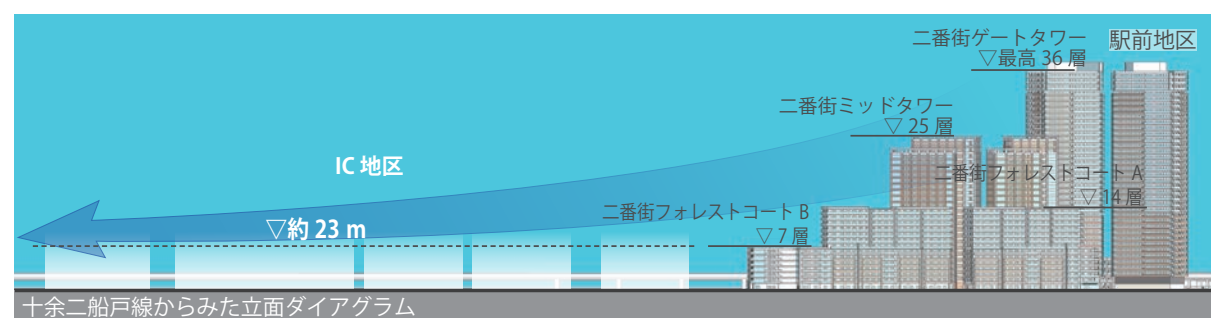 二番街ゲートタワー
▽最高 36 層
駅前地区
二番街ミッドタワー
▽ 25 層
IC 地区
二番街フォレストコート A
▽ 14 層
二番街フォレストコート B
▽ 7 層
▽約 23 m
十余二船戸線からみた立面ダイアグラム